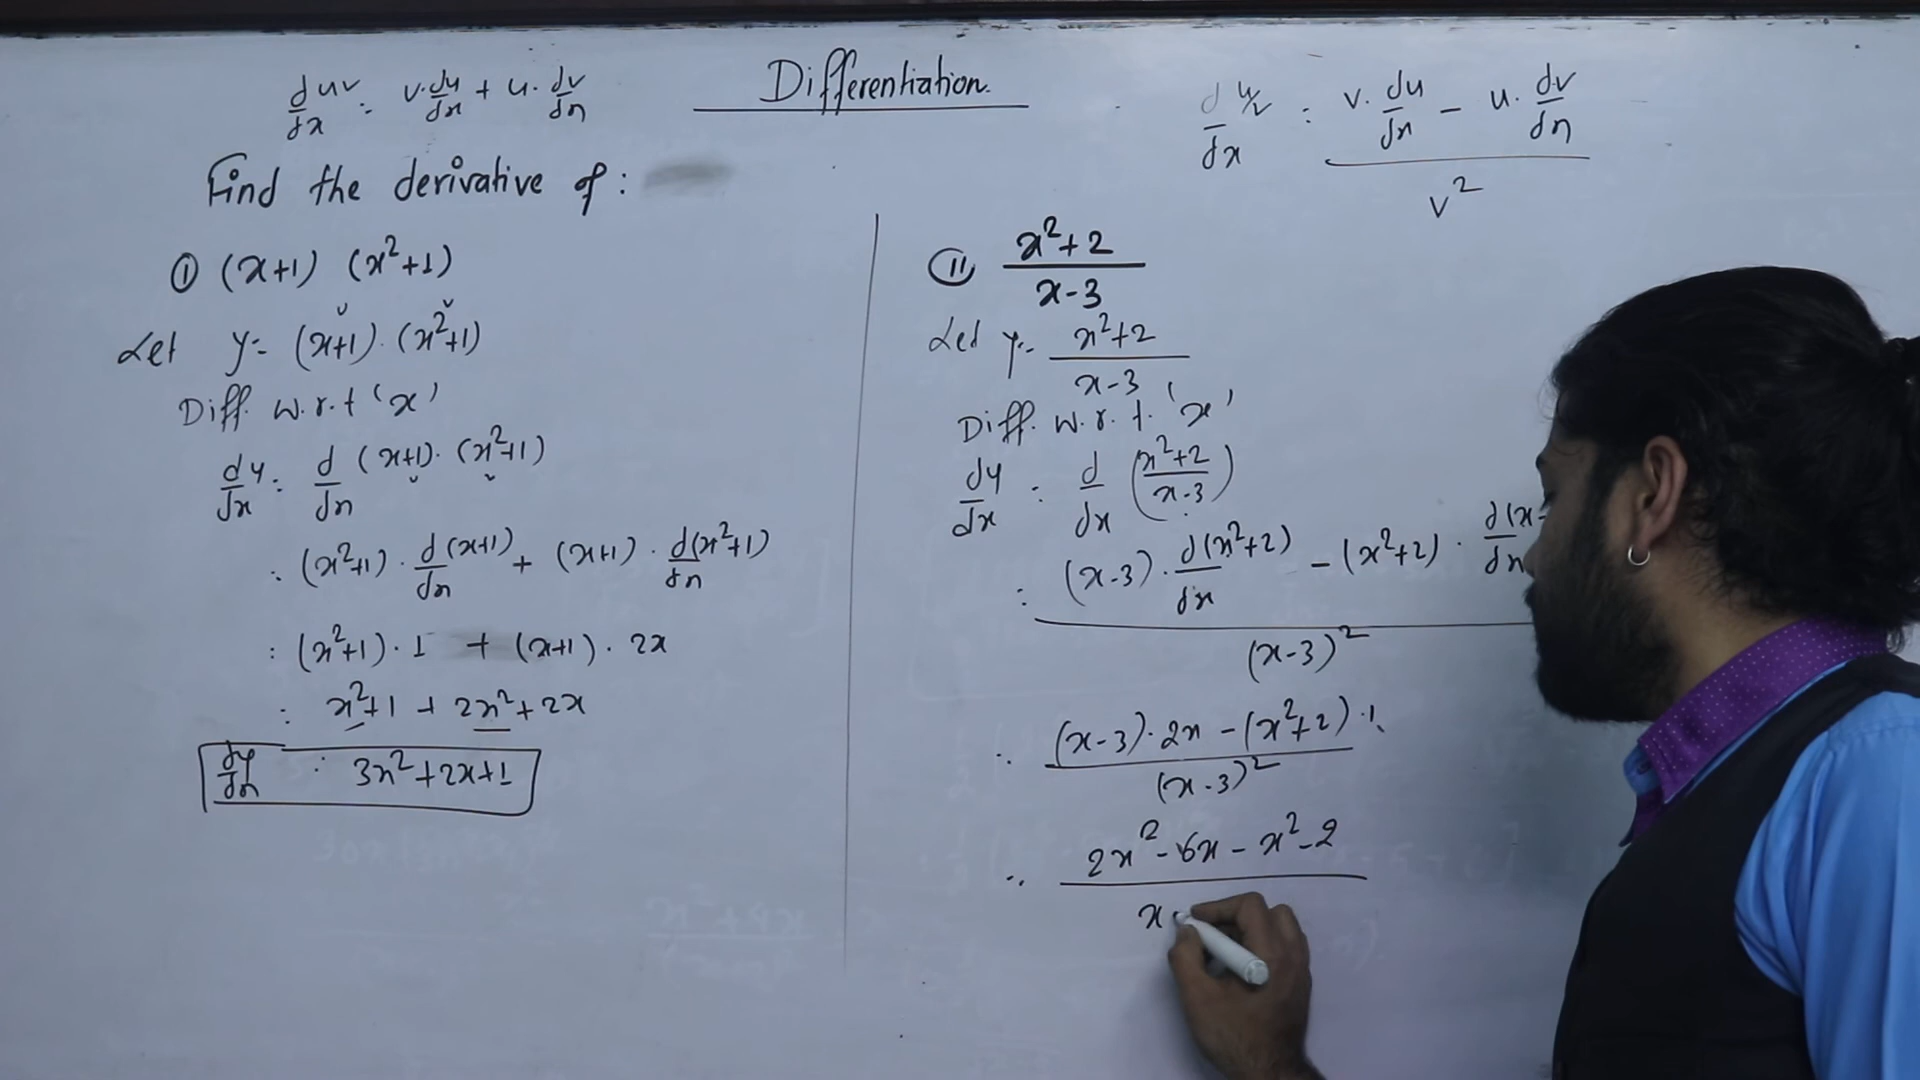 Differentiation.
d/dx uv = v. du/dx + u. dv/dx
d/dx u/v = (v. du/dx - u. dv/dx) / v²
Find the derivative of :
① (x+1) (x²+1)
Let y = (x+1). (x²+1)
Diff. w.r.t 'x'
dy/dx = d/dx (x+1). (x²+1)
= (x²+1) . d(x+1)/dx + (x+1) . d(x²+1)/dx
= (x²+1) . 1 + (x+1) . 2x
= x²+1 + 2x²+2x
dy/dx = 3x²+2x+1
⑪ (x²+2) / (x-3)
Let y = (x²+2) / (x-3)
Diff. w.r.t. 'x'
dy/dx = d/dx ((x²+2) / (x-3))
= ((x-3) . d(x²+2)/dx - (x²+2) . d(x-/dx
(x-3)²
= ((x-3). 2x - (x²+2) .1) / (x-3)²
= 2x² - 6x - x² - 2
x